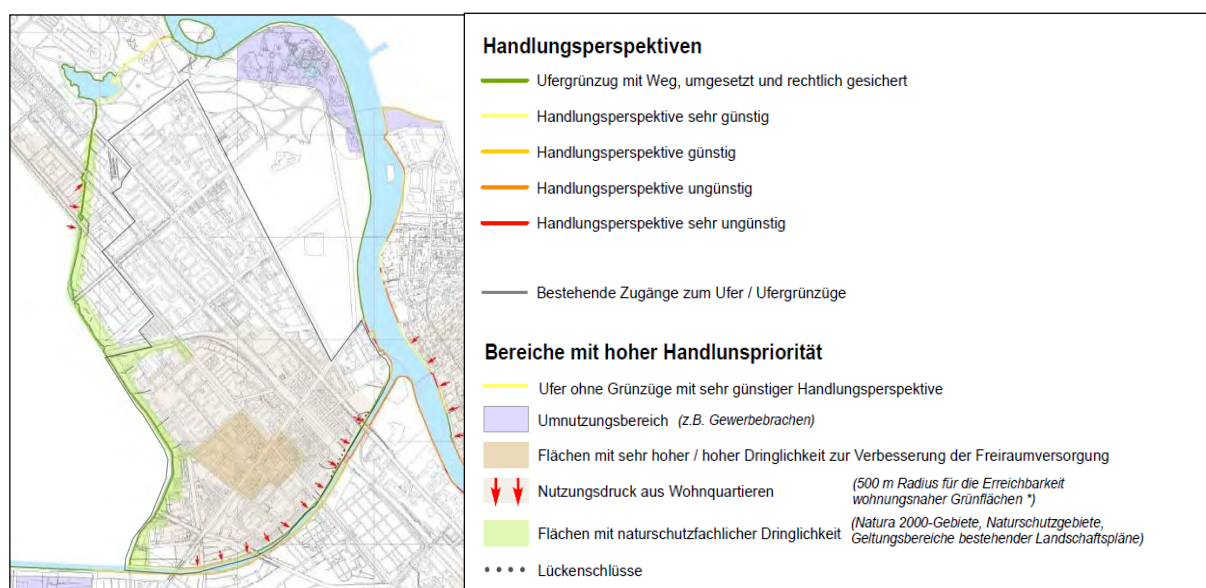 Handlungsperspektiven
Ufergrünzug mit Weg, umgesetzt und rechtlich gesichert
Handlungsperspektive sehr günstig
Handlungsperspektive günstig
Handlungsperspektive ungünstig
Handlungsperspektive sehr ungünstig
Bestehende Zugänge zum Ufer / Ufergrünzüge
Bereiche mit hoher Handlunspriorität
Ufer ohne Grünzüge mit sehr günstiger Handlungsperspektive
Umnutzungsbereich (z.B. Gewerbebrachen)
Flächen mit sehr hoher / hoher Dringlichkeit zur Verbesserung der Freiraumversorgung
Nutzungsdruck aus Wohnquartieren (500 m Radius für die Erreichbarkeit
wohnungsnaher Grünflächen *)
Flächen mit naturschutzfachlicher Dringlichkeit (Natura 2000-Gebiete, Naturschutzgebiete,
Geltungsbereiche bestehender Landschaftspläne)
Lückenschlüsse